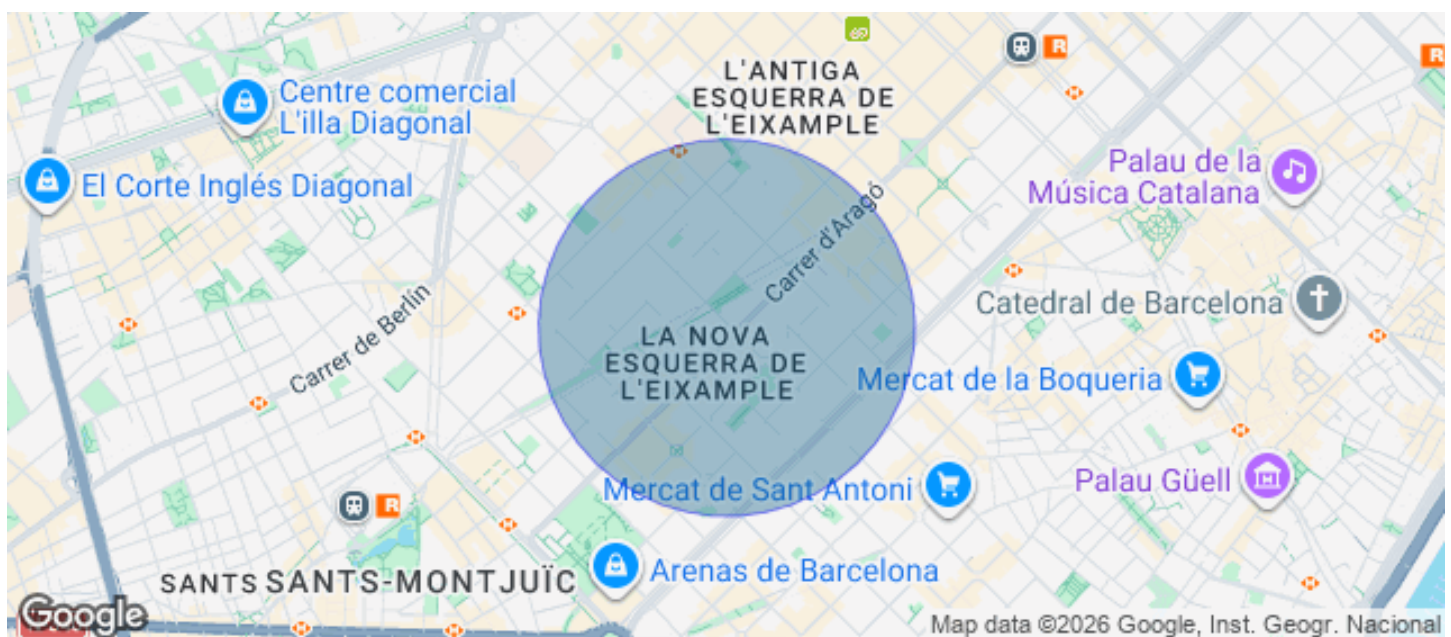 L'ANTIGA
ESQUERRA DE
L'EIXAMPLE
R
R
Centre comercial
L'illa Diagonal
El Corte Inglés Diagonal
Palau de la
Música Catalana
Carrer d'Aragó
Catedral de Barcelona
Carrer de Berlín
LA NOVA
ESQUERRA DE
L'EIXAMPLE
Mercat de la Boqueria
Mercat de Sant Antoni
Palau Güell
R
SANTS
SANTS-MONTJUÏC
Arenas de Barcelona
Google
Map data ©2026 Google, Inst. Geogr. Nacional